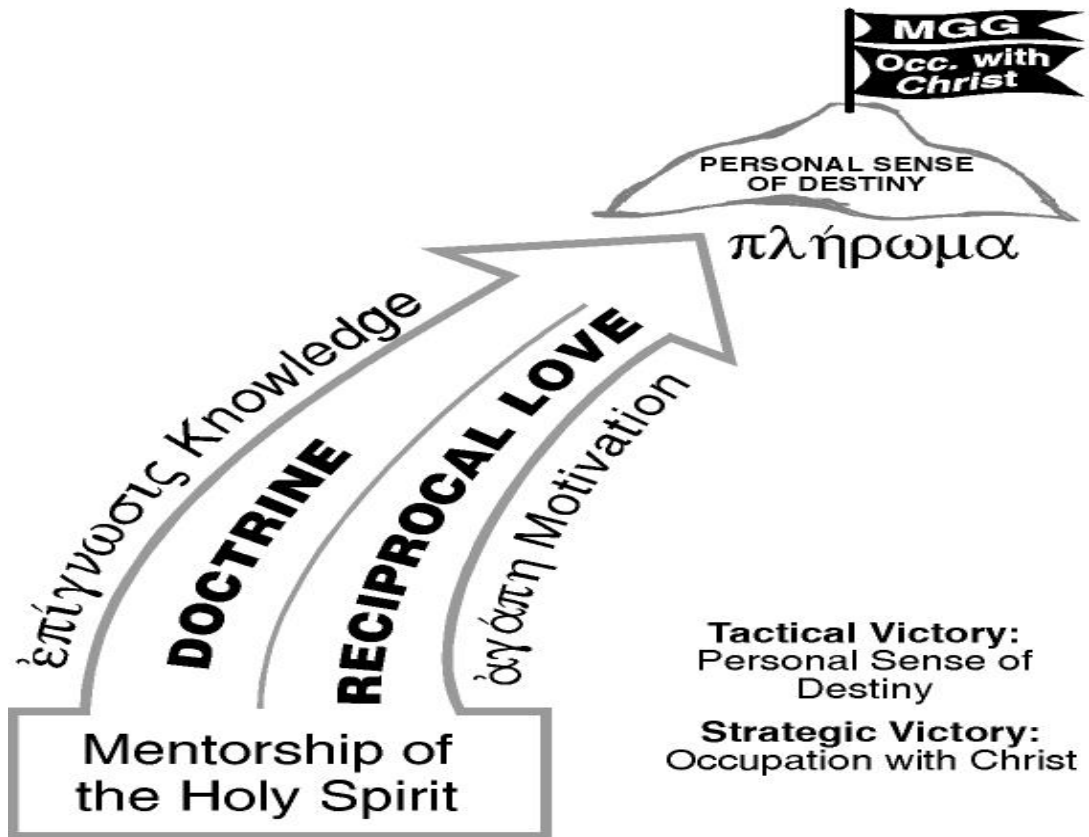 MGG
Occ. with
Christ
PERSONAL SENSE
OF DESTINY
πλήρωμα
ἐπίγνωσις Knowledge
DOCTRINE
RECIPROCAL LOVE
ἀγάπη Motivation
Mentorship of
the Holy Spirit
Tactical Victory:
Personal Sense of
Destiny
Strategic Victory:
Occupation with Christ